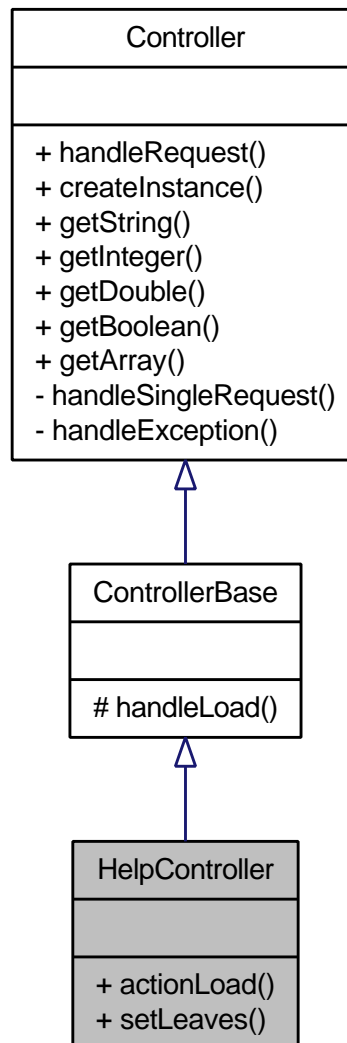 Controller
+ handleRequest()
+ createInstance()
+ getString()
+ getInteger()
+ getDouble()
+ getBoolean()
+ getArray()
- handleSingleRequest()
- handleException()
ControllerBase
# handleLoad()
HelpController
+ actionLoad()
+ setLeaves()